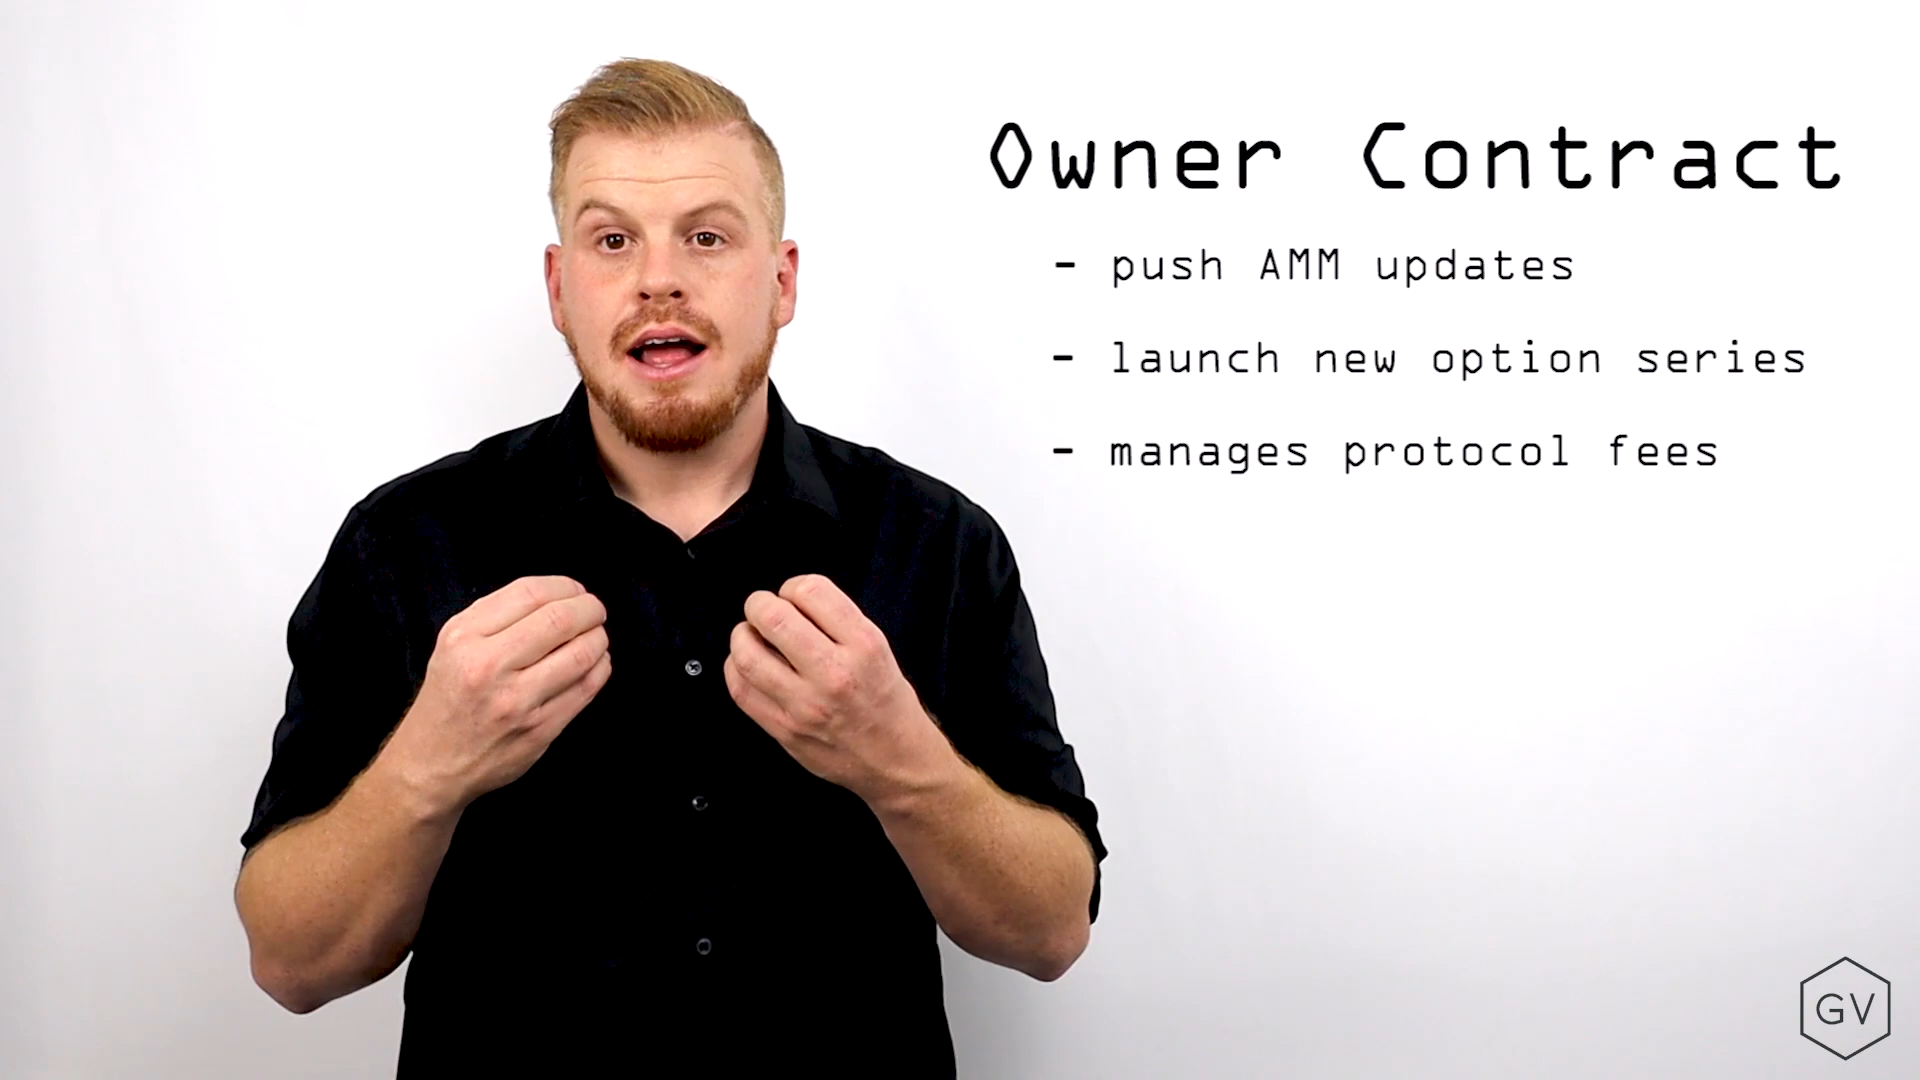 Owner Contract
- push AMM updates
- launch new option series
- manages protocol fees
GV